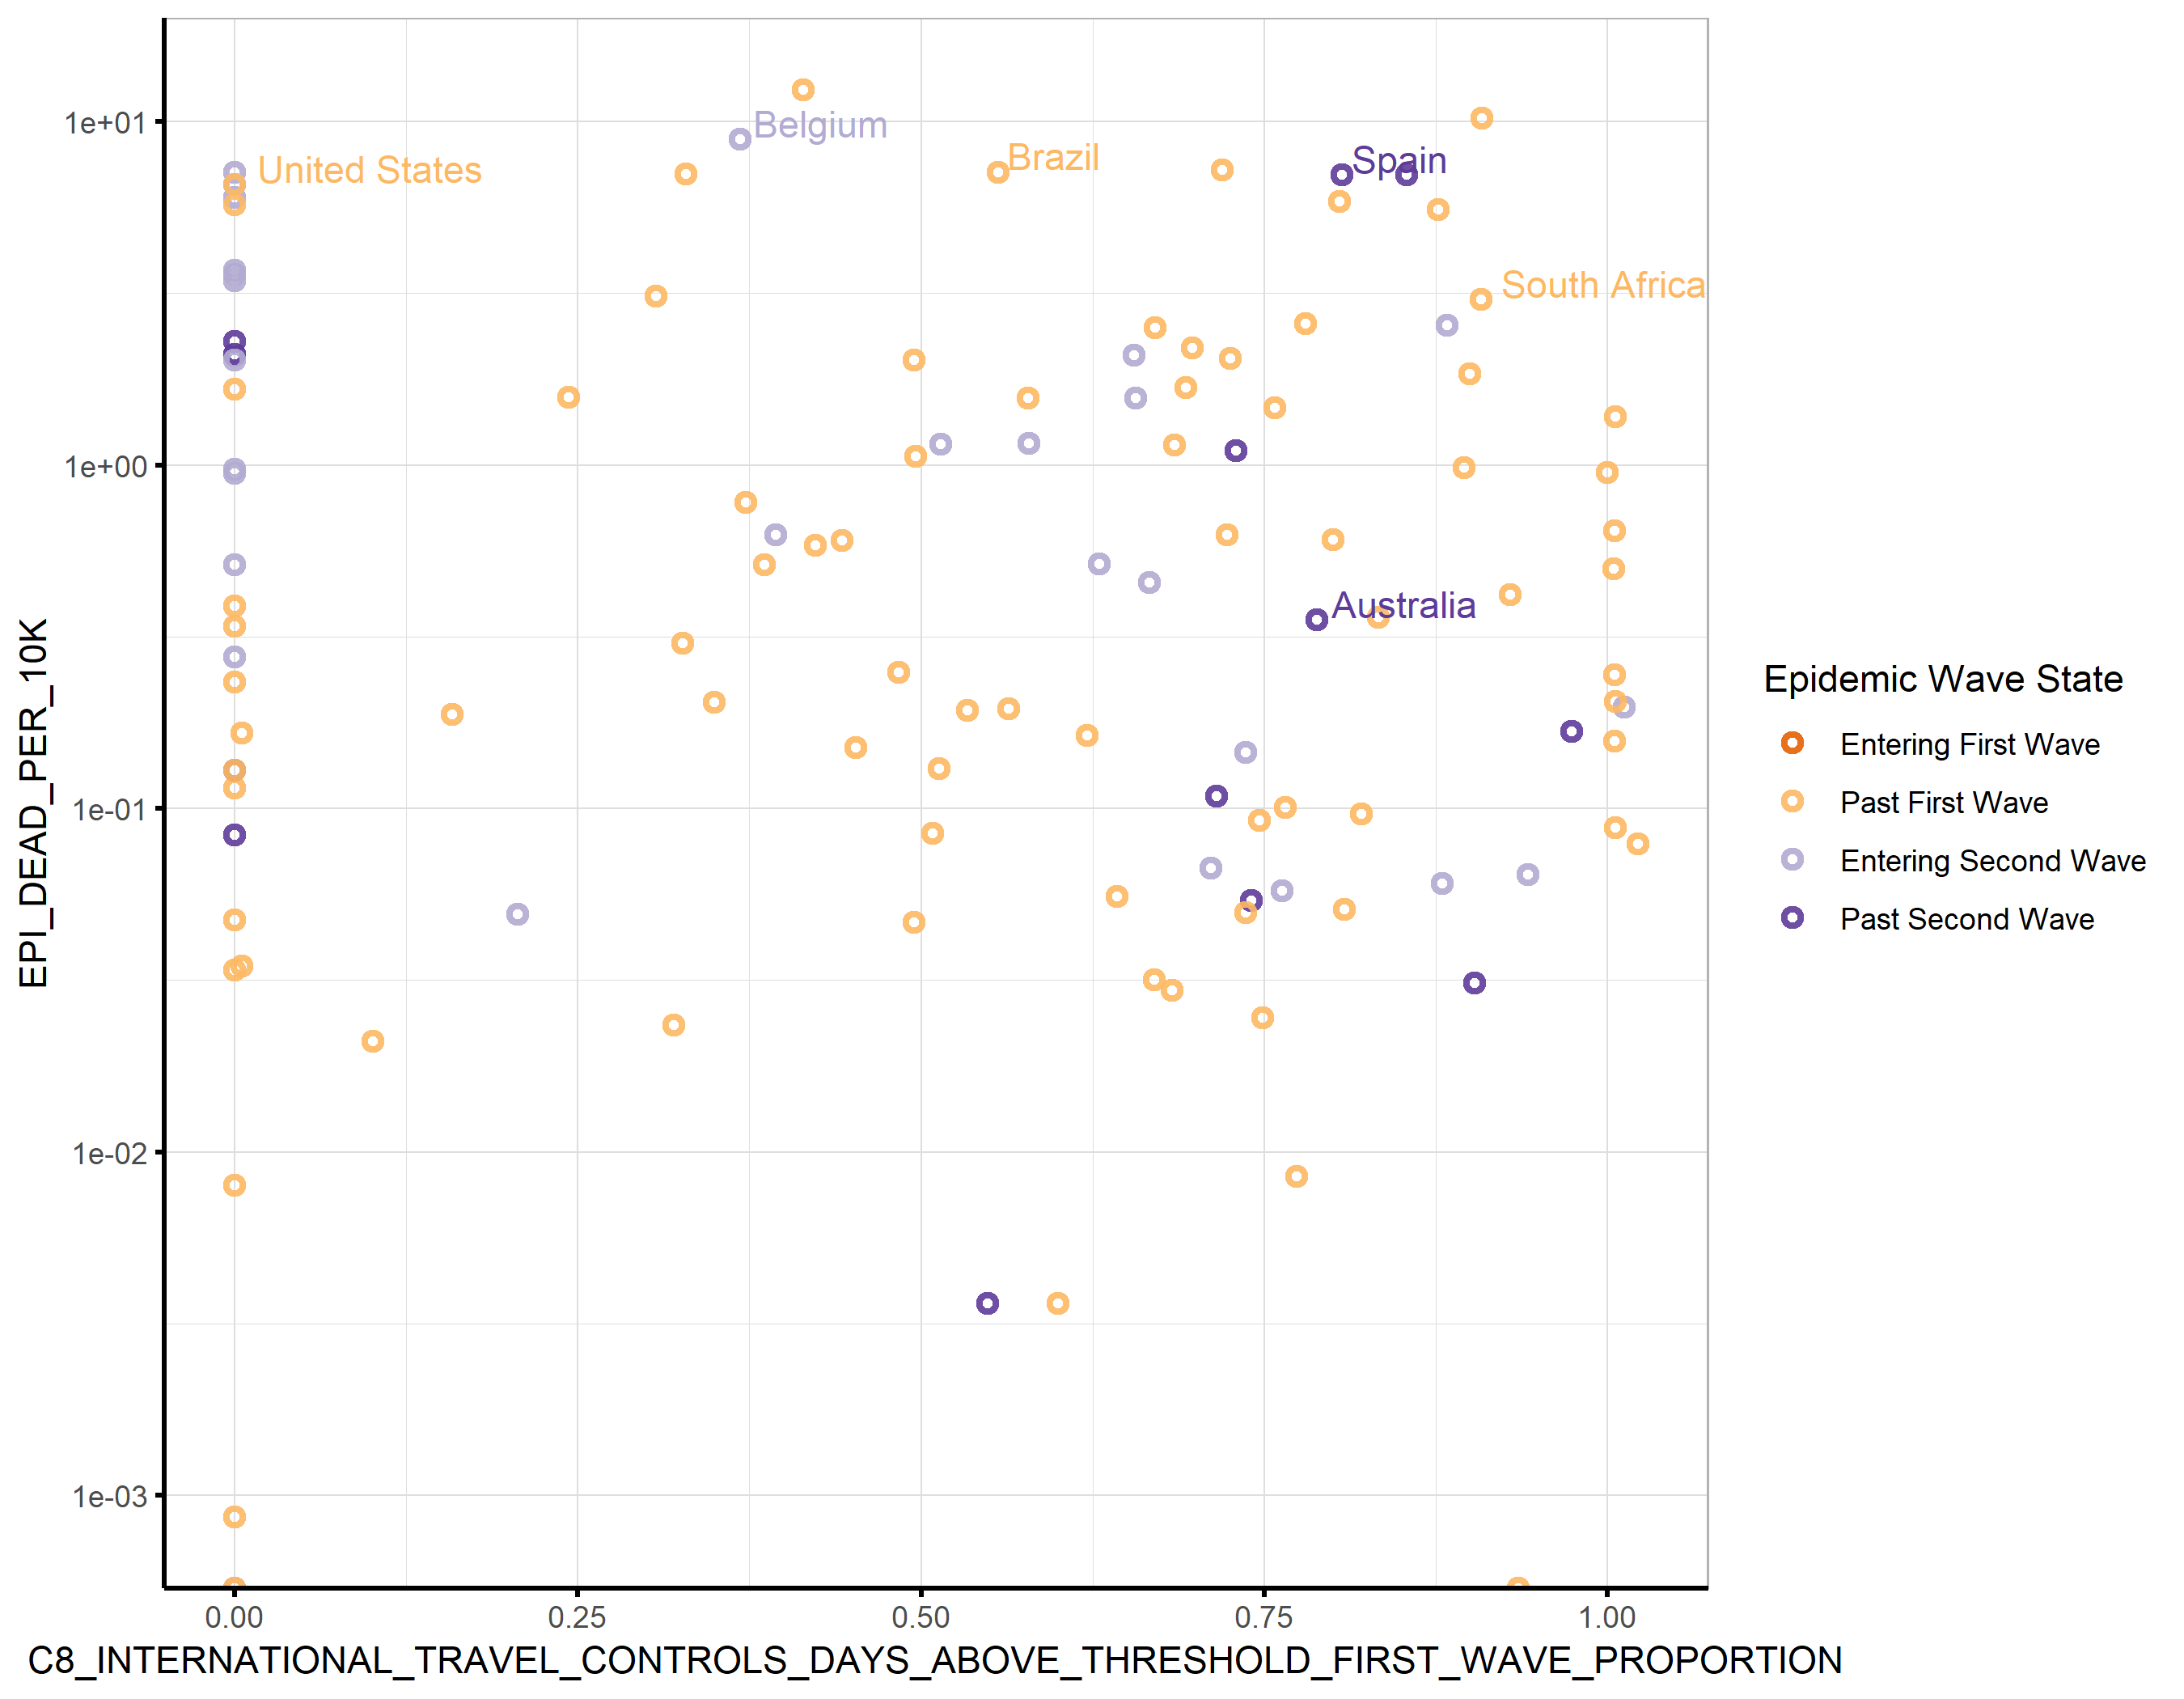 1e+01
1e+00
1e-01
1e-02
1e-03
EPI_DEAD_PER_10K
United States
Belgium
Brazil
Spain
South Africa
Australia
0.00
0.25
0.50
0.75
1.00
C8_INTERNATIONAL_TRAVEL_CONTROLS_DAYS_ABOVE_THRESHOLD_FIRST_WAVE_PROPORTION
Epidemic Wave State
Entering First Wave
Past First Wave
Entering Second Wave
Past Second Wave